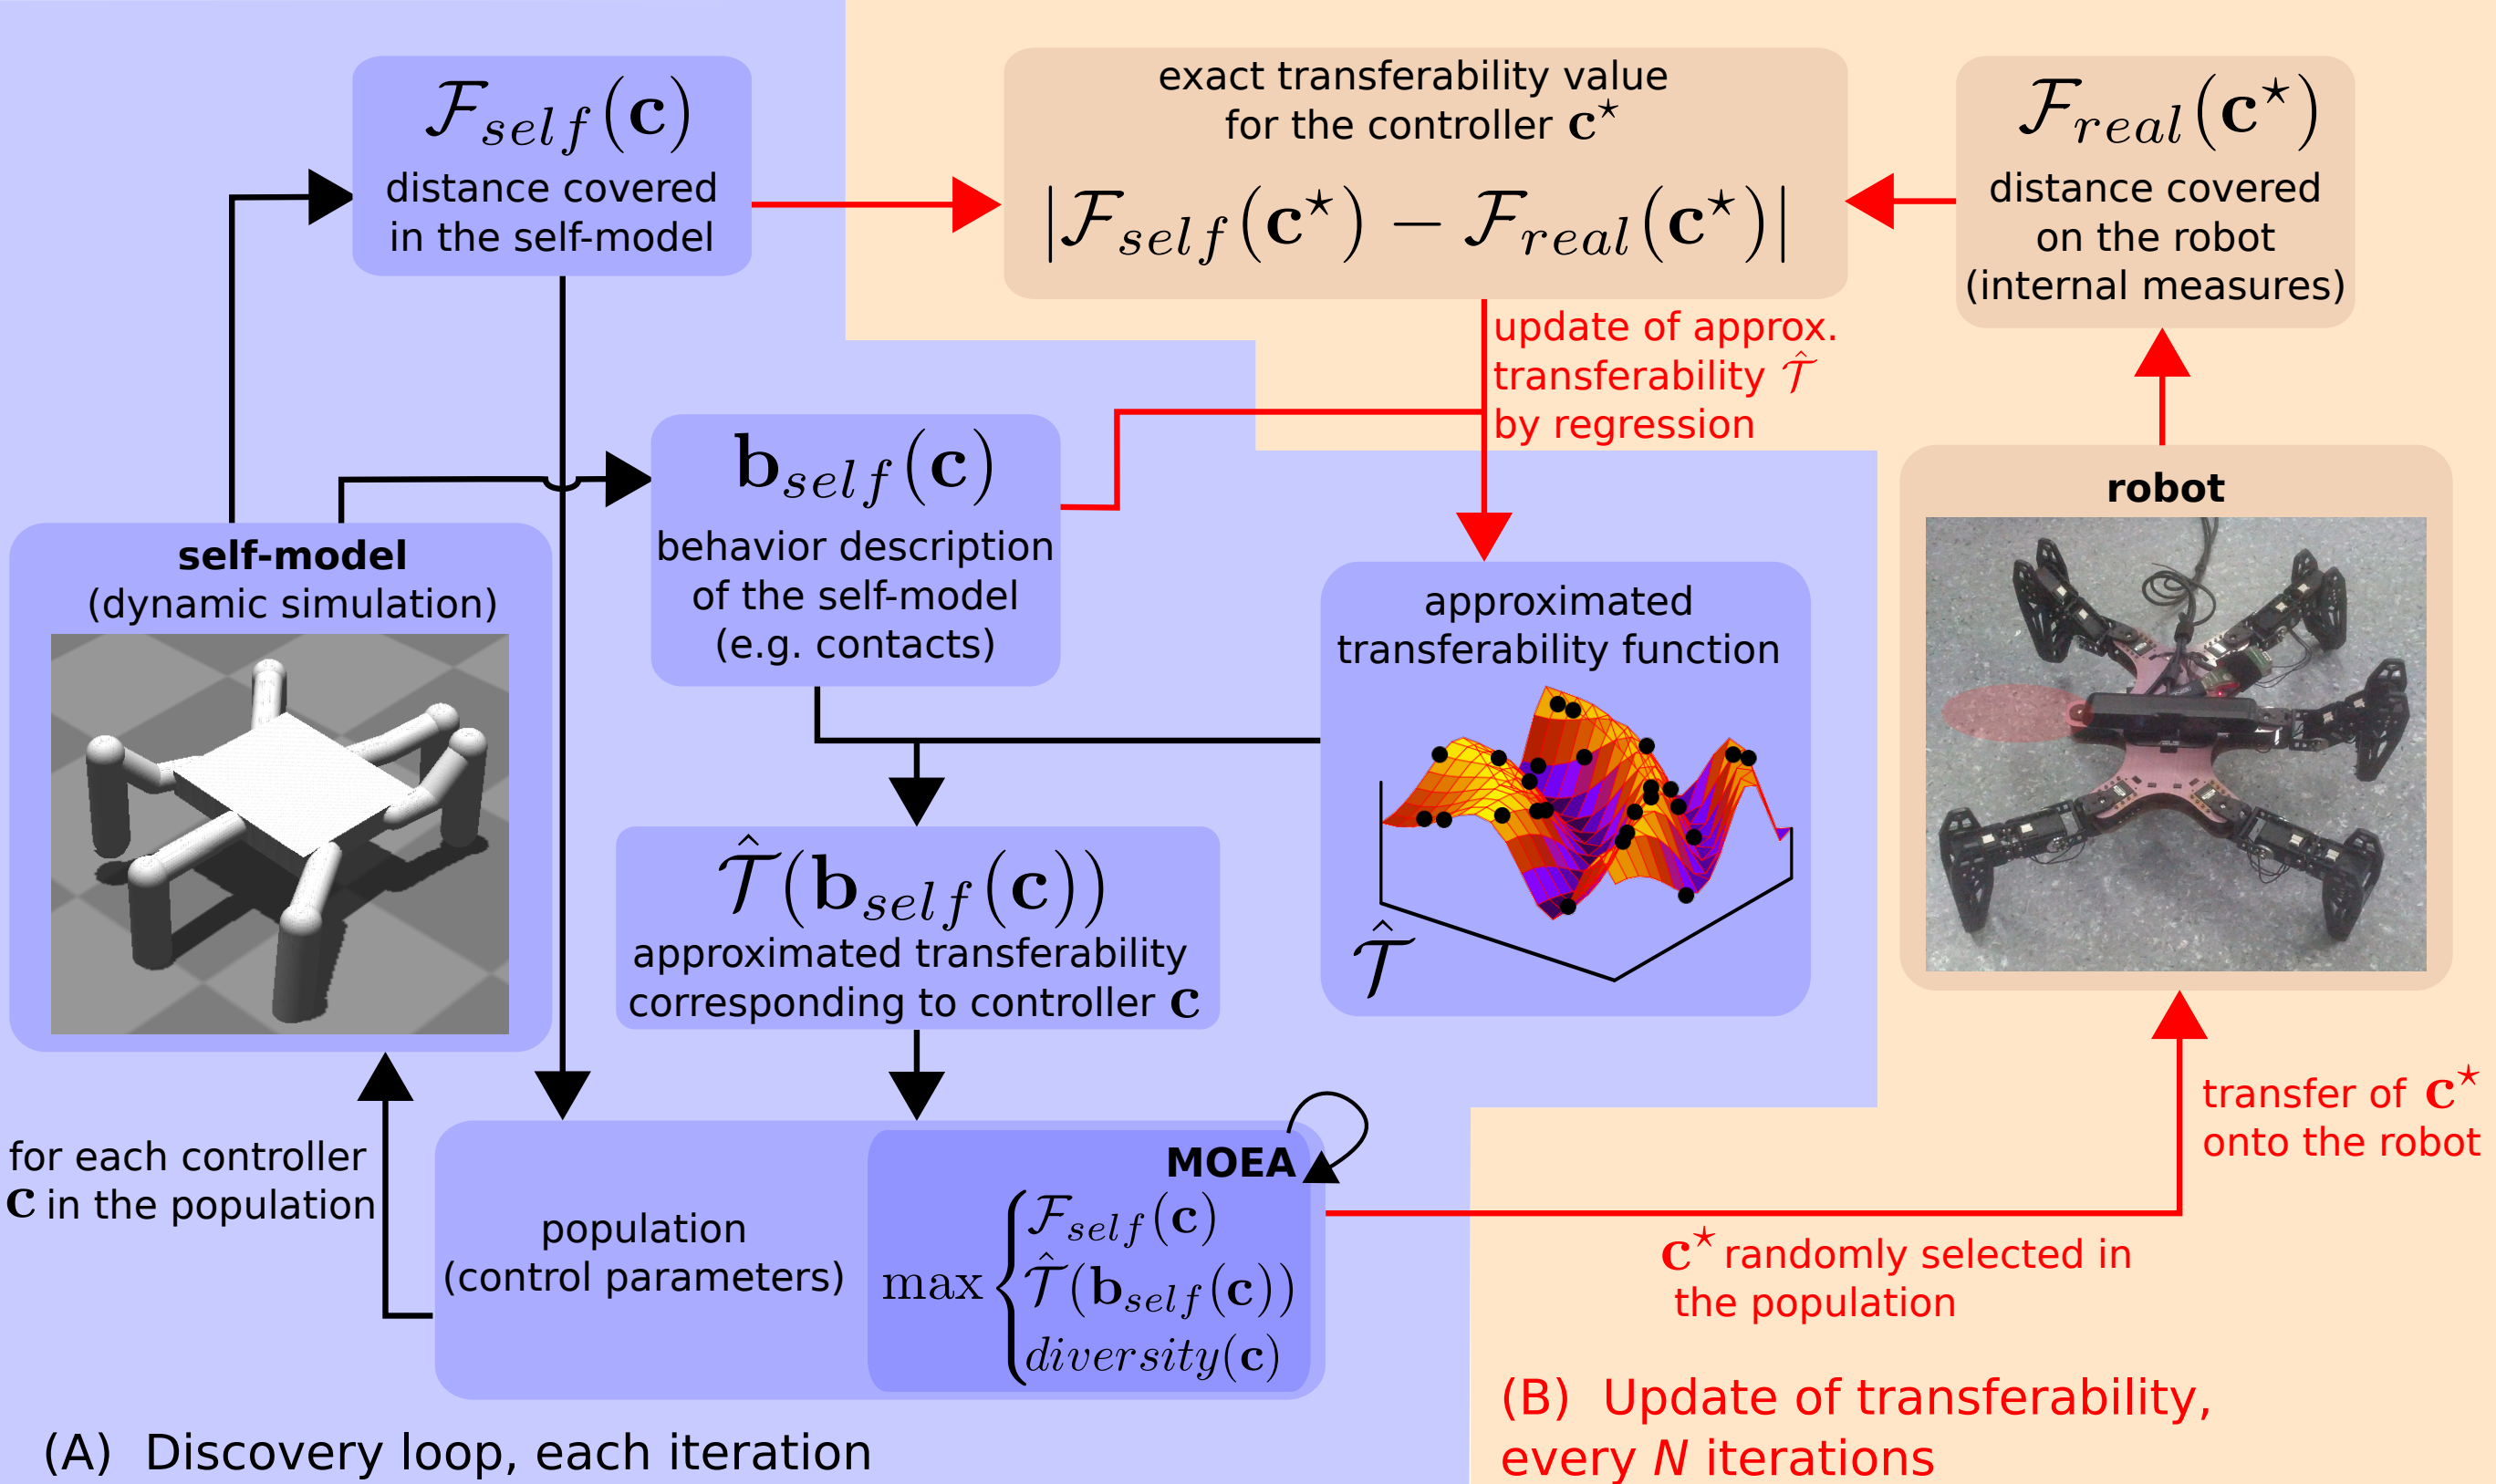 𝓕_self(𝐜)
distance covered
in the self-model
exact transferability value
for the controller 𝐜⋆
|𝓕_self(𝐜⋆) − 𝓕_real(𝐜⋆)|
𝓕_real(𝐜⋆)
distance covered
on the robot
(internal measures)
update of approx.
transferability 𝓣̂
by regression
𝐛_self(𝐜)
behavior description
of the self-model
(e.g. contacts)
self-model
(dynamic simulation)
robot
approximated
transferability function
𝓣̂
𝓣̂(𝐛_self(𝐜))
approximated transferability
corresponding to controller 𝐜
for each controller
𝐜 in the population
population
(control parameters)
MOEA
max { 𝓕_self(𝐜)
𝓣̂(𝐛_self(𝐜))
diversity(𝐜)
transfer of 𝐜⋆
onto the robot
𝐜⋆ randomly selected in
the population
(A) Discovery loop, each iteration
(B) Update of transferability,
every N iterations